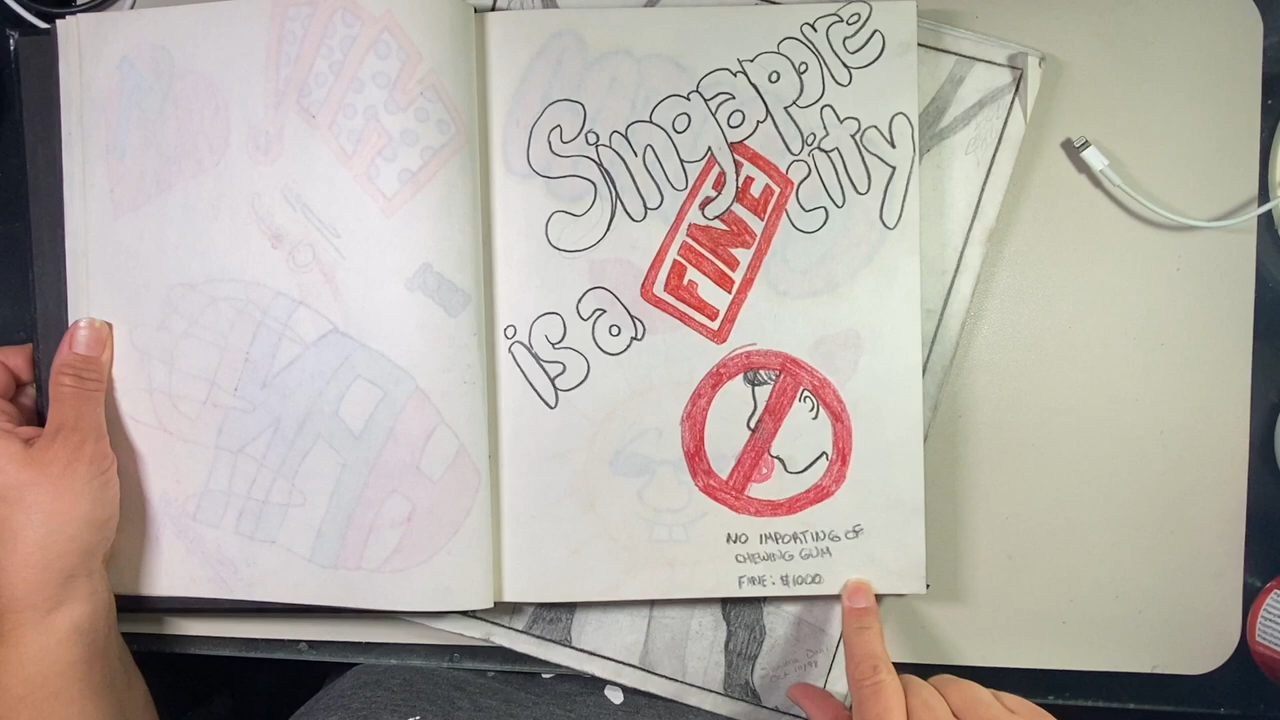 Singapore
city
is a
FINE
NO IMPORTING OF
CHEWING GUM
FINE: $1000